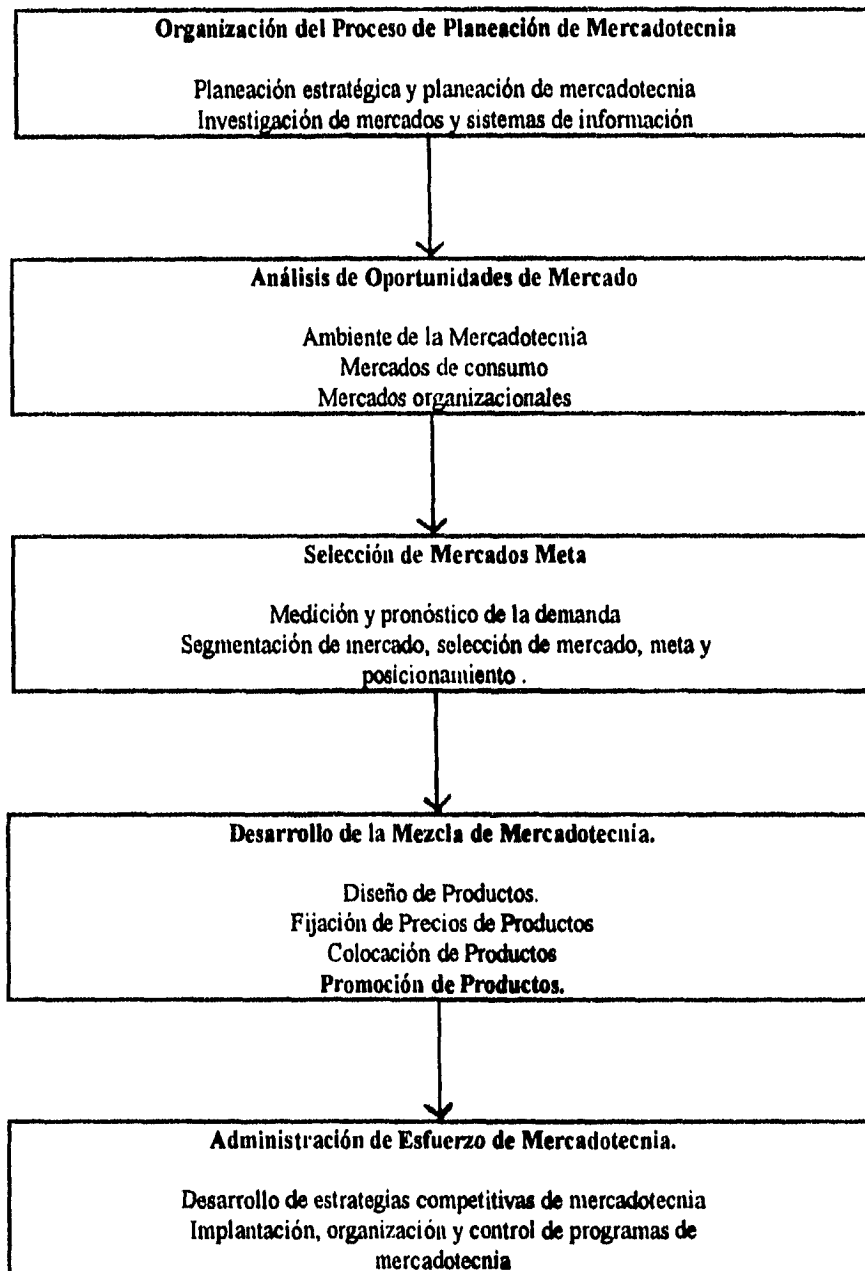 Organización del Proceso de Planeación de Mercadotecnia
Planeación estratégica y planeación de mercadotecnia
Investigación de mercados y sistemas de información
Análisis de Oportunidades de Mercado
Ambiente de la Mercadotecnia
Mercados de consumo
Mercados organizacionales
Selección de Mercados Meta
Medición y pronóstico de la demanda
Segmentación de mercado, selección de mercado, meta y
posicionamiento .
Desarrollo de la Mezcla de Mercadotecnia.
Diseño de Productos.
Fijación de Precios de Productos
Colocación de Productos
Promoción de Productos.
Administración de Esfuerzo de Mercadotecnia.
Desarrollo de estrategias competitivas de mercadotecnia
Implantación, organización y control de programas de
mercadotecnia